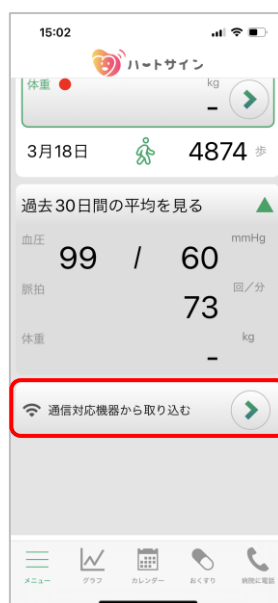 15:02
ハートサイン
体重
kg
-
3月18日
4874 歩
過去30日間の平均を見る
血圧
mmHg
99 / 60
脈拍
回/分
73
体重
kg
-
通信対応機器から取り込む
メニュー グラフ カレンダー おくすり 病院に電話